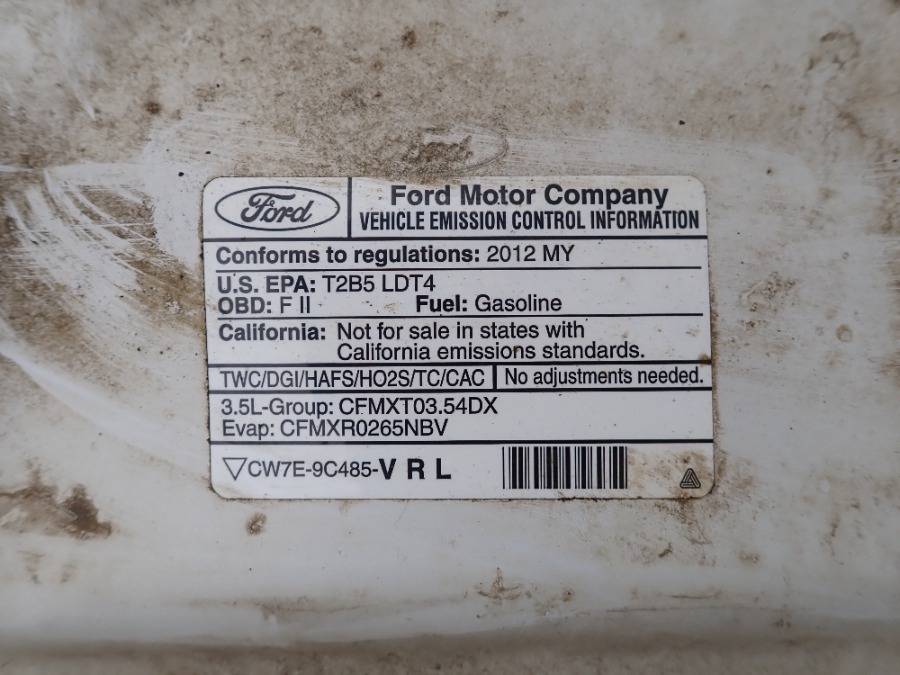 Ford
Ford Motor Company
VEHICLE EMISSION CONTROL INFORMATION
Conforms to regulations: 2012 MY
U.S. EPA: T2B5 LDT4
OBD: F II Fuel: Gasoline
California: Not for sale in states with
California emissions standards.
TWC/DGI/HAFS/HO2S/TC/CAC No adjustments needed.
3.5L-Group: CFMXT03.54DX
Evap: CFMXR0265NBV
CW7E-9C485-V R L